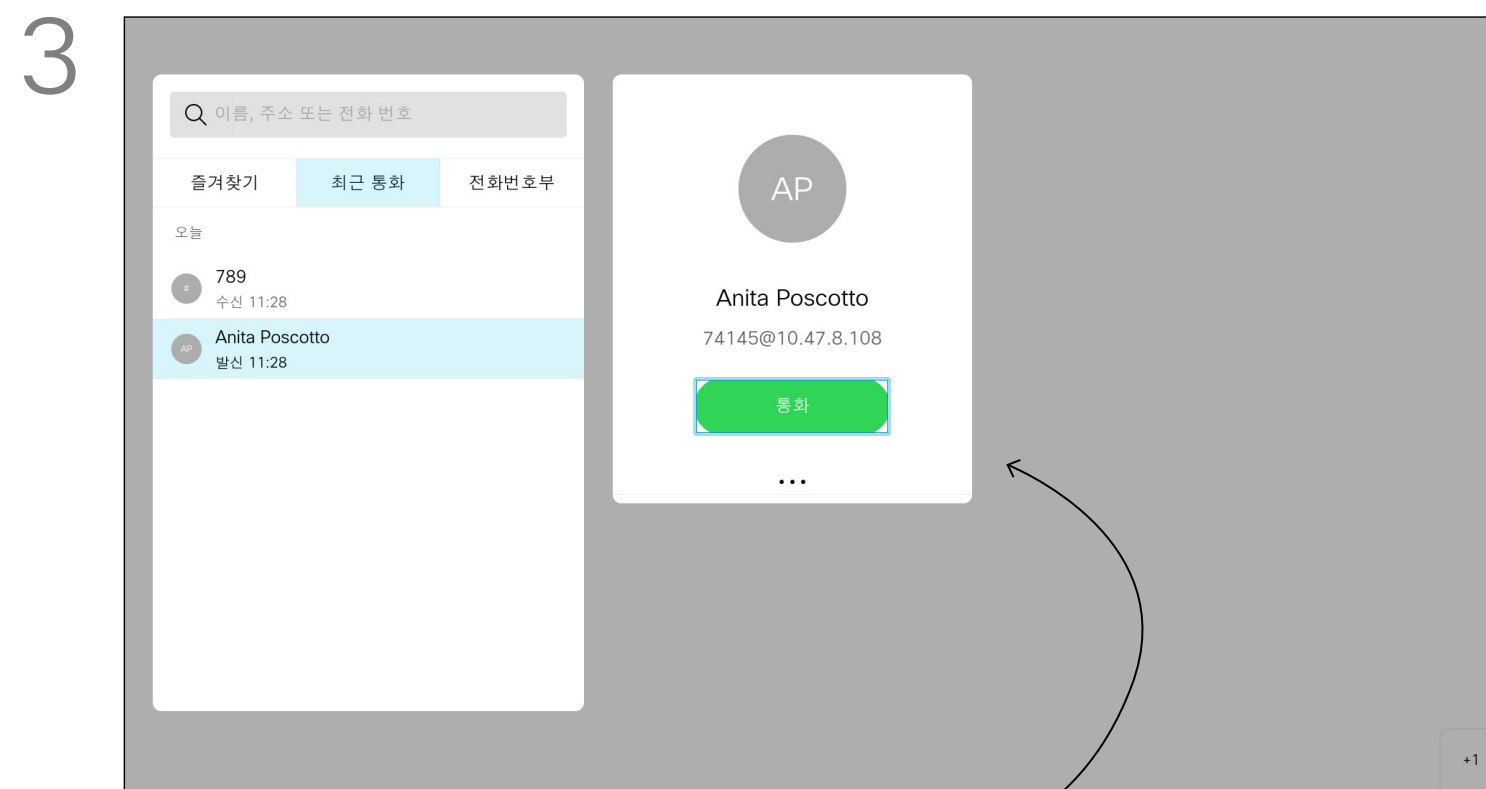 3
이름, 주소 또는 전화 번호
즐겨찾기 최근 통화 전화번호부
오늘
#
789
수신 11:28
AP
Anita Poscotto
발신 11:28
AP
Anita Poscotto
74145@10.47.8.108
통화
+1